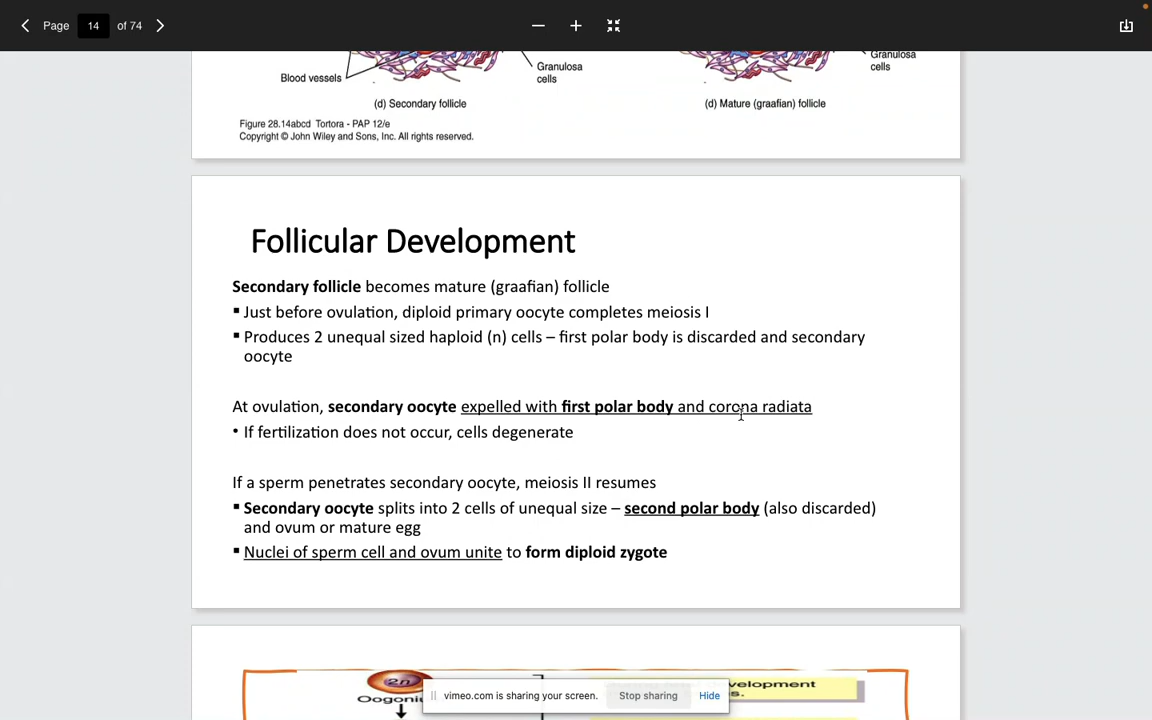 Page 14 of 74
Granulosa
cells
Granulosa
cells
Blood vessels
(d) Secondary follicle
(d) Mature (graafian) follicle
Figure 28.14abcd Tortora - PAP 12/e
Copyright © John Wiley and Sons, Inc. All rights reserved.
Follicular Development
Secondary follicle becomes mature (graafian) follicle
▪ Just before ovulation, diploid primary oocyte completes meiosis I
▪ Produces 2 unequal sized haploid (n) cells – first polar body is discarded and secondary
oocyte
At ovulation, secondary oocyte expelled with first polar body and corona radiata
• If fertilization does not occur, cells degenerate
If a sperm penetrates secondary oocyte, meiosis II resumes
▪ Secondary oocyte splits into 2 cells of unequal size – second polar body (also discarded)
and ovum or mature egg
▪ Nuclei of sperm cell and ovum unite to form diploid zygote
2n
vimeo.com is sharing your screen. Stop sharing Hide